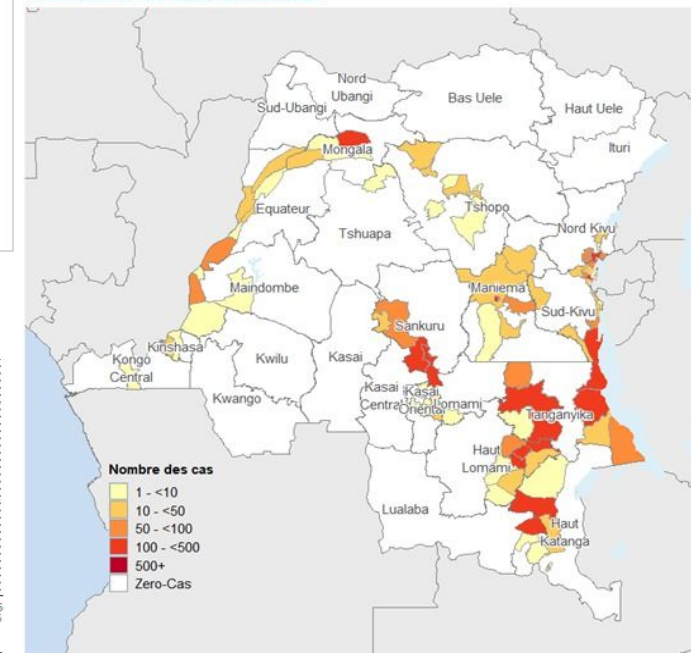 Nord
Ubangi
Sud-Ubangi
Bas Uele
Haut Uele
Ituri
Mongala
Equateur
Tshopo
Tshuapa
Nord Kivu
Maindombe
Maniema
Sud-Kivu
Sankuru
Kinshasa
Kongo
Central
Kwilu
Kasai
Kasai
Central
Kasai
Oriental
Lomami
Kwango
Tanganyika
Haut
Lomami
Lualaba
Haut
Katanga
Nombre des cas
1 - <10
10 - <50
50 - <100
100 - <500
500+
Zero-Cas